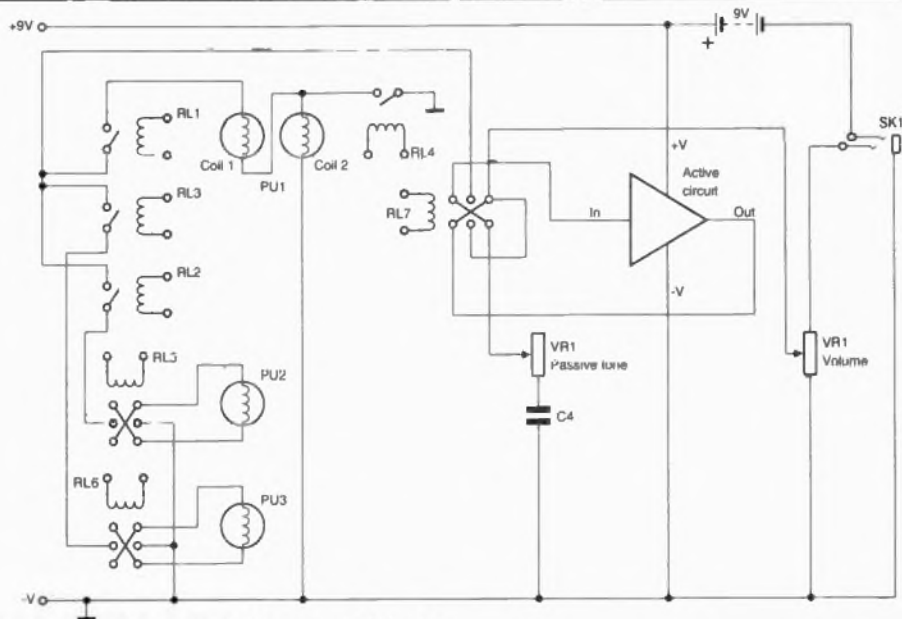 +9V
9V
+
RL1
SK1
Coil 1
Coil 2
RL4
+V
PU1
Active
circuit
RL3
RL7
In
Out
RL2
-V
VR1
Passive tone
VR1
Volume
RL5
PU2
C4
RL6
PU3
-V